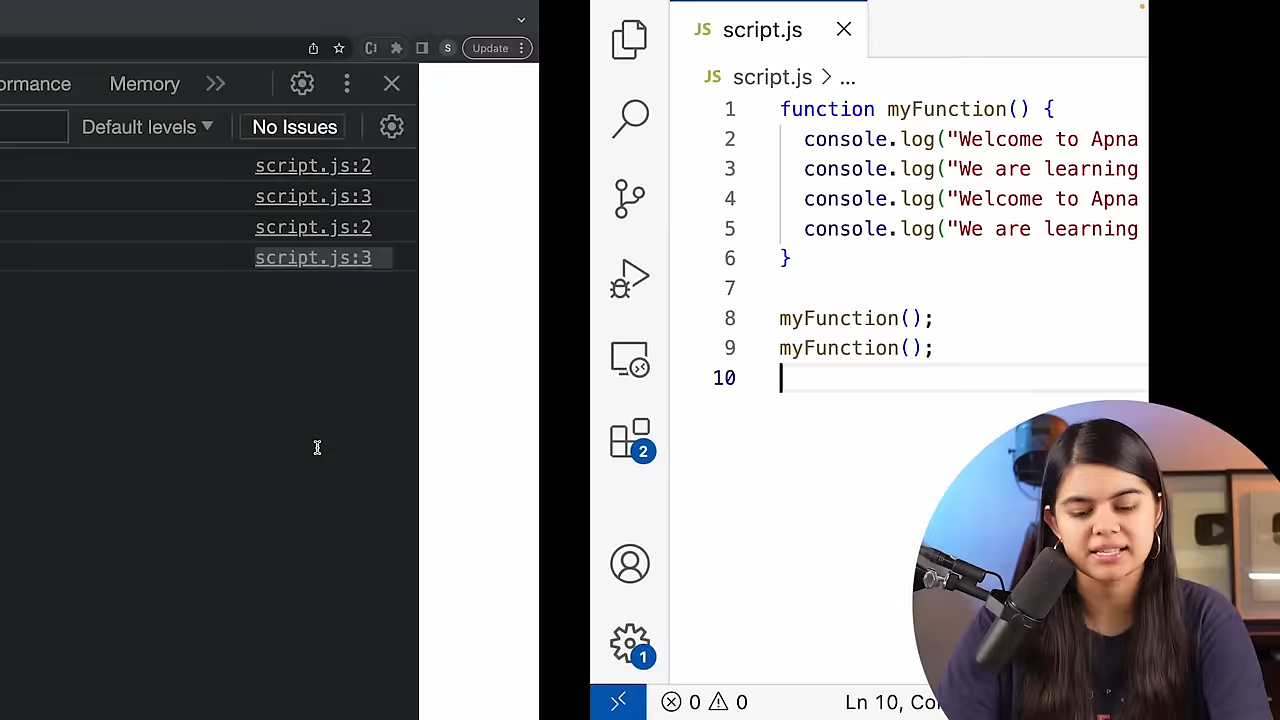 S
Update
ormance
Memory
Default levels
No Issues
script.js:2
script.js:3
script.js:2
script.js:3
JS script.js
JS script.js > ...
1 function myFunction() {
2 console.log("Welcome to Apna
3 console.log("We are learning
4 console.log("Welcome to Apna
5 console.log("We are learning
6 }
7
8 myFunction();
9 myFunction();
10
2
1
0 0
Ln 10, Co